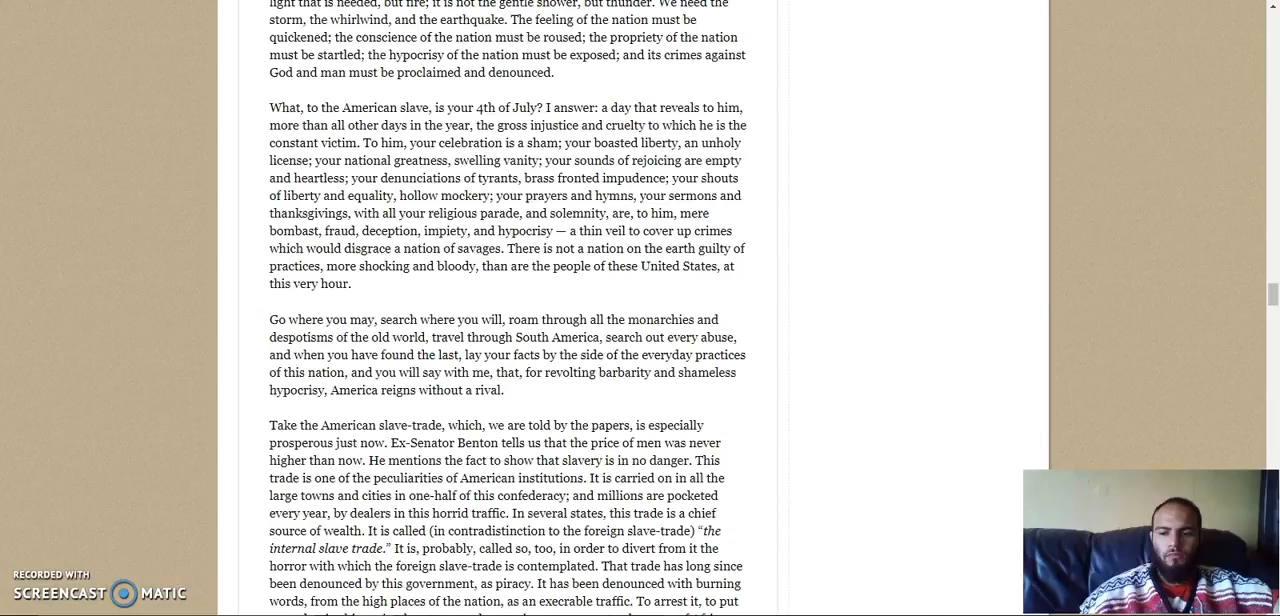 light that is needed, but fire; it is not the gentle shower, but thunder. We need the
storm, the whirlwind, and the earthquake. The feeling of the nation must be
quickened; the conscience of the nation must be roused; the propriety of the nation
must be startled; the hypocrisy of the nation must be exposed; and its crimes against
God and man must be proclaimed and denounced.
What, to the American slave, is your 4th of July? I answer: a day that reveals to him,
more than all other days in the year, the gross injustice and cruelty to which he is the
constant victim. To him, your celebration is a sham; your boasted liberty, an unholy
license; your national greatness, swelling vanity; your sounds of rejoicing are empty
and heartless; your denunciations of tyrants, brass fronted impudence; your shouts
of liberty and equality, hollow mockery; your prayers and hymns, your sermons and
thanksgivings, with all your religious parade, and solemnity, are, to him, mere
bombast, fraud, deception, impiety, and hypocrisy — a thin veil to cover up crimes
which would disgrace a nation of savages. There is not a nation on the earth guilty of
practices, more shocking and bloody, than are the people of these United States, at
this very hour.
Go where you may, search where you will, roam through all the monarchies and
despotisms of the old world, travel through South America, search out every abuse,
and when you have found the last, lay your facts by the side of the everyday practices
of this nation, and you will say with me, that, for revolting barbarity and shameless
hypocrisy, America reigns without a rival.
Take the American slave-trade, which, we are told by the papers, is especially
prosperous just now. Ex-Senator Benton tells us that the price of men was never
higher than now. He mentions the fact to show that slavery is in no danger. This
trade is one of the peculiarities of American institutions. It is carried on in all the
large towns and cities in one-half of this confederacy; and millions are pocketed
every year, by dealers in this horrid traffic. In several states, this trade is a chief
source of wealth. It is called (in contradistinction to the foreign slave-trade) “the
internal slave trade.” It is, probably, called so, too, in order to divert from it the
horror with which the foreign slave-trade is contemplated. That trade has long since
been denounced by this government, as piracy. It has been denounced with burning
words, from the high places of the nation, as an execrable traffic. To arrest it, to put
RECORDED WITH
SCREENCAST MATIC